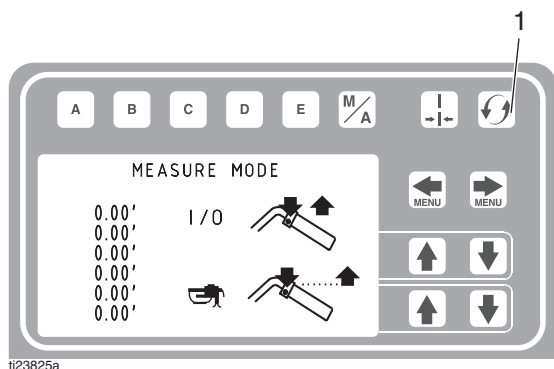 1
A B C D E M/A
MENU MENU
MEASURE MODE
0.00' I/O
0.00'
0.00'
0.00'
0.00'
0.00'
ti23825a